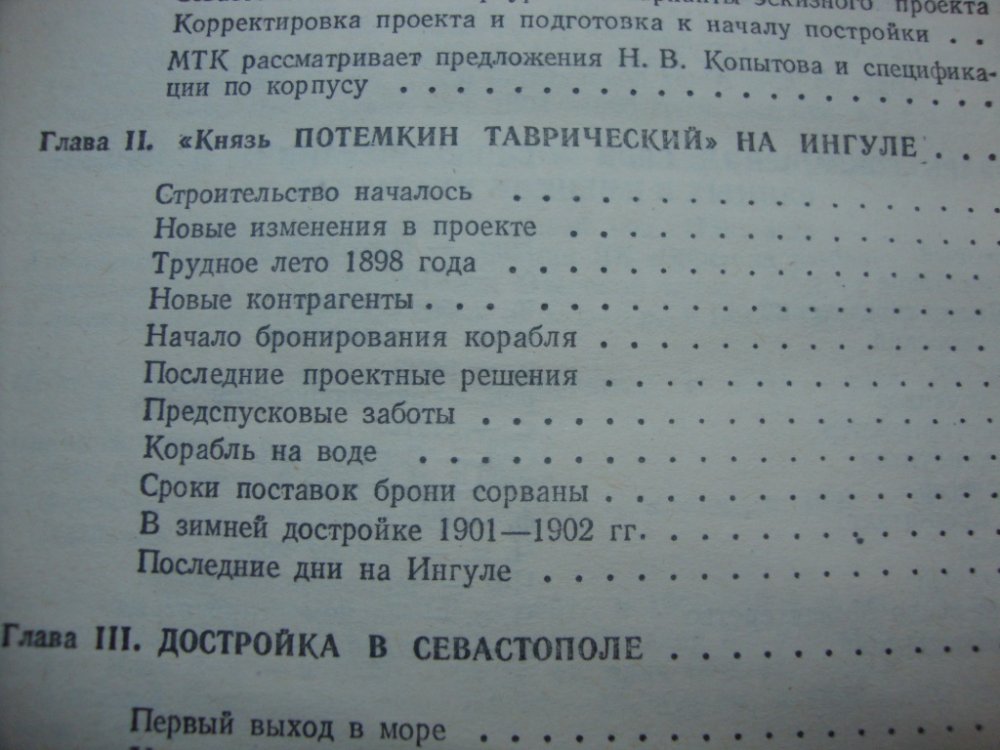 эскизного проекта
Корректировка проекта и подготовка к началу постройки . .
МТК рассматривает предложения Н. В. Копытова и специфика-
ции по корпусу . . . . . . . . . . . . . . . . . . .
Глава II. «Князь ПОТЕМКИН ТАВРИЧЕСКИЙ» НА ИНГУЛЕ . . .
Строительство началось . . . . . . . . . . . . . . . .
Новые изменения в проекте . . . . . . . . . . . . . .
Трудное лето 1898 года . . . . . . . . . . . . . . . .
Новые контрагенты . . . . . . . . . . . . . . . . . .
Начало бронирования корабля . . . . . . . . . . . . .
Последние проектные решения . . . . . . . . . . . . .
Предспусковые заботы . . . . . . . . . . . . . . . . .
Корабль на воде . . . . . . . . . . . . . . . . . . .
Сроки поставок брони сорваны . . . . . . . . . . . . .
В зимней достройке 1901—1902 гг. . . . . . . . . . . .
Последние дни на Ингуле . . . . . . . . . . . . . . .
Глава III. ДОСТРОЙКА В СЕВАСТОПОЛЕ . . . . . . . . . . .
Первый выход в море . . . . . . . . . . . . . . . . .